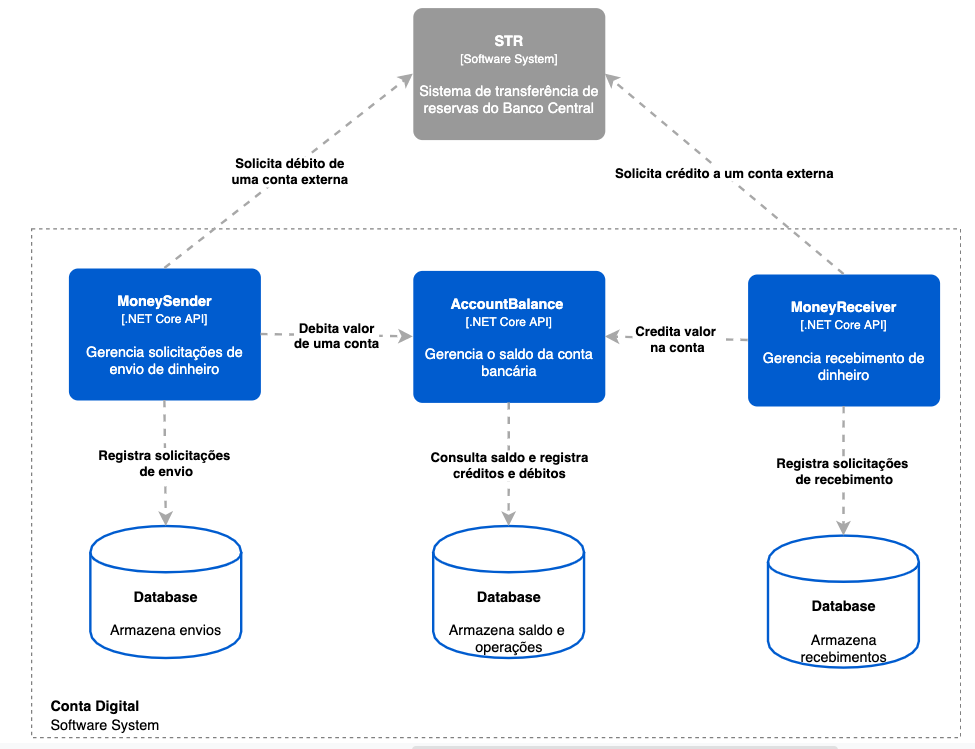 STR
[Software System]
Sistema de transferência de
reservas do Banco Central
Solicita débito de
uma conta externa
Solicita crédito a um conta externa
MoneySender
[.NET Core API]
Gerencia solicitações de
envio de dinheiro
Debita valor
de uma conta
AccountBalance
[.NET Core API]
Gerencia o saldo da conta
bancária
Credita valor
na conta
MoneyReceiver
[.NET Core API]
Gerencia recebimento de
dinheiro
Registra solicitações
de envio
Consulta saldo e registra
créditos e débitos
Registra solicitações
de recebimento
Database
Armazena envios
Database
Armazena saldo e
operações
Database
Armazena
recebimentos
Conta Digital
Software System